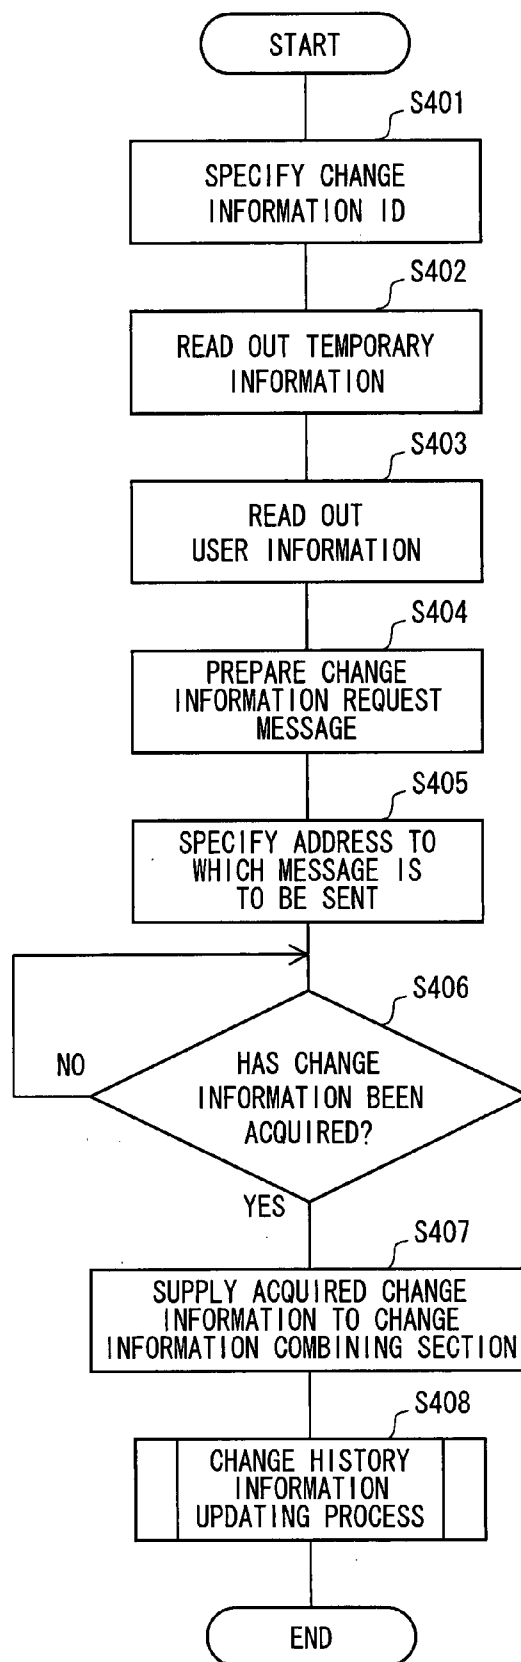 START
S401
SPECIFY CHANGE
INFORMATION ID
S402
READ OUT TEMPORARY
INFORMATION
S403
READ OUT
USER INFORMATION
S404
PREPARE CHANGE
INFORMATION REQUEST
MESSAGE
S405
SPECIFY ADDRESS TO
WHICH MESSAGE IS
TO BE SENT
S406
NO
HAS CHANGE
INFORMATION BEEN
ACQUIRED?
YES
S407
SUPPLY ACQUIRED CHANGE
INFORMATION TO CHANGE
INFORMATION COMBINING SECTION
S408
CHANGE HISTORY
INFORMATION
UPDATING PROCESS
END